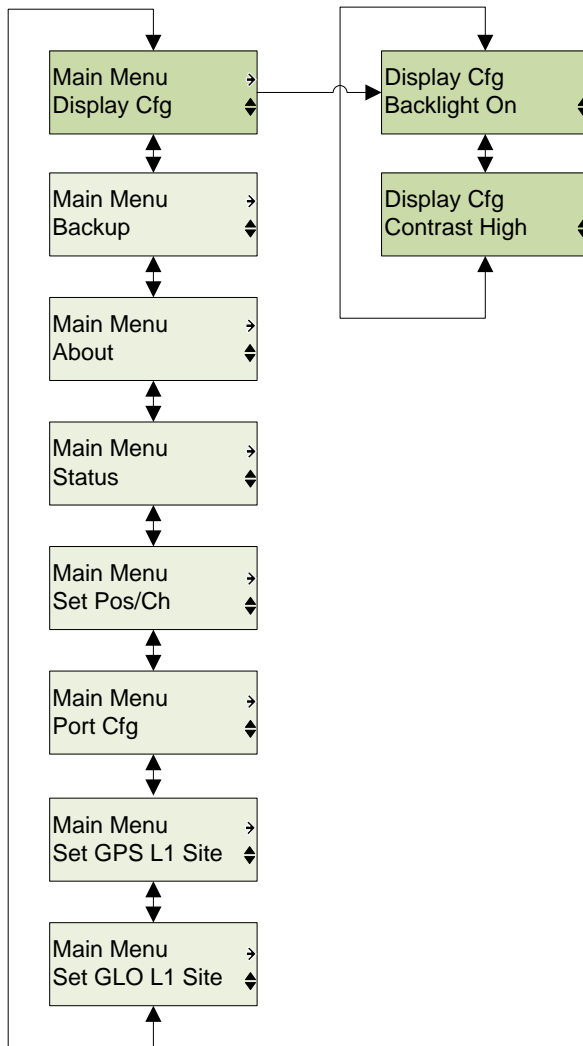 Main Menu
Display Cfg
Display Cfg
Backlight On
Main Menu
Backup
Display Cfg
Contrast High
Main Menu
About
Main Menu
Status
Main Menu
Set Pos/Ch
Main Menu
Port Cfg
Main Menu
Set GPS L1 Site
Main Menu
Set GLO L1 Site